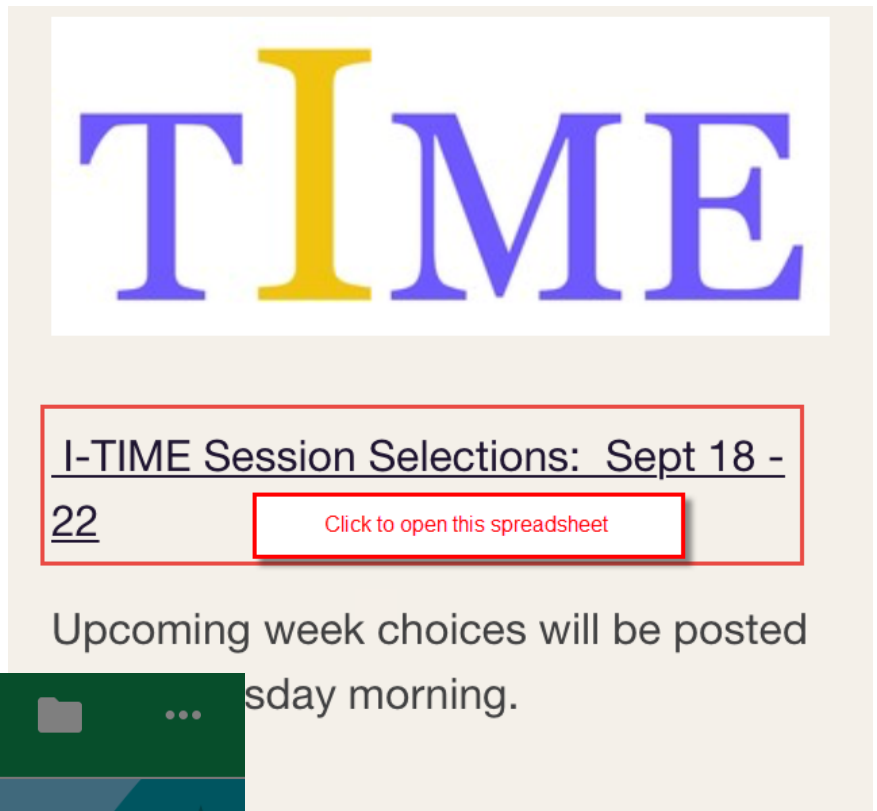 TIME
I-TIME Session Selections: Sept 18 -
22
Click to open this spreadsheet
Upcoming week choices will be posted
sday morning.